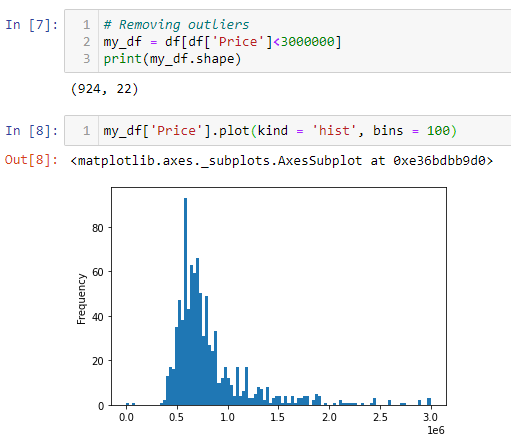 In [7]:
1 # Removing outliers
2 my_df = df[df['Price']<3000000]
3 print(my_df.shape)
(924, 22)
In [8]:
1 my_df['Price'].plot(kind = 'hist', bins = 100)
Out[8]: <matplotlib.axes._subplots.AxesSubplot at 0xe36bdbb9d0>
80
60
40
20
0
Frequency
0.0 0.5 1.0 1.5 2.0 2.5 3.0
1e6